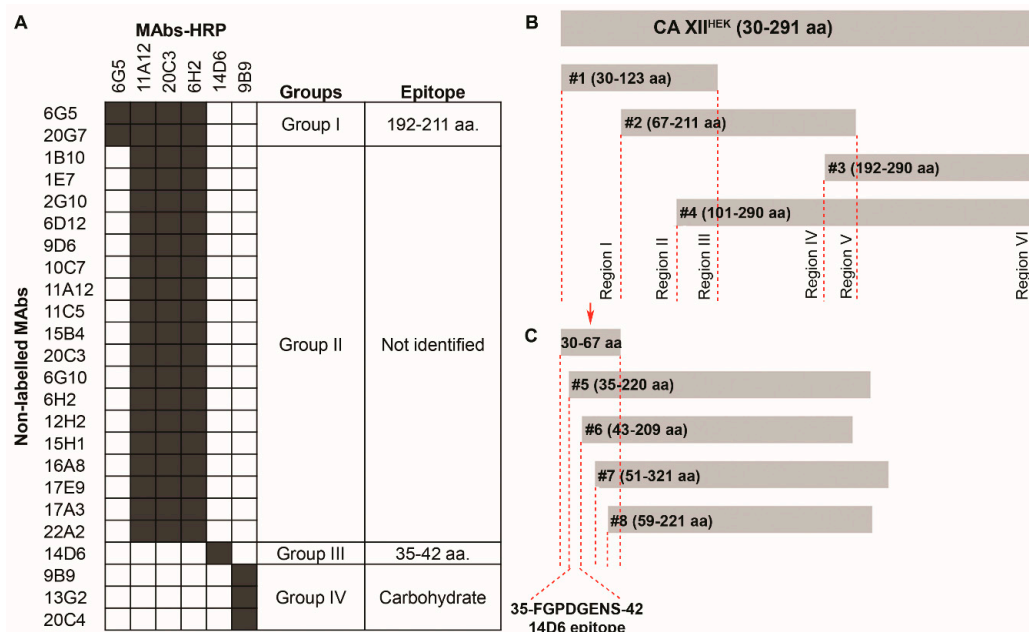 A
MAbs-HRP
6G5
11A12
20C3
6H2
14D6
9B9
Groups
Epitope
Non-labelled MAbs
6G5
20G7
1B10
1E7
2G10
6D12
9D6
10C7
11A12
11C5
15B4
20C3
6G10
6H2
12H2
15H1
16A8
17E9
17A3
22A2
14D6
9B9
13G2
20C4
Group I
192-211 aa.
Group II
Not identified
Group III
35-42 aa.
Group IV
Carbohydrate
B
CA XIIᴴᴱᴷ (30-291 aa)
#1 (30-123 aa)
#2 (67-211 aa)
#3 (192-290 aa)
#4 (101-290 aa)
Region I
Region II
Region III
Region IV
Region V
Region VI
C
30-67 aa
#5 (35-220 aa)
#6 (43-209 aa)
#7 (51-321 aa)
#8 (59-221 aa)
35-FGPDGENS-42
14D6 epitope